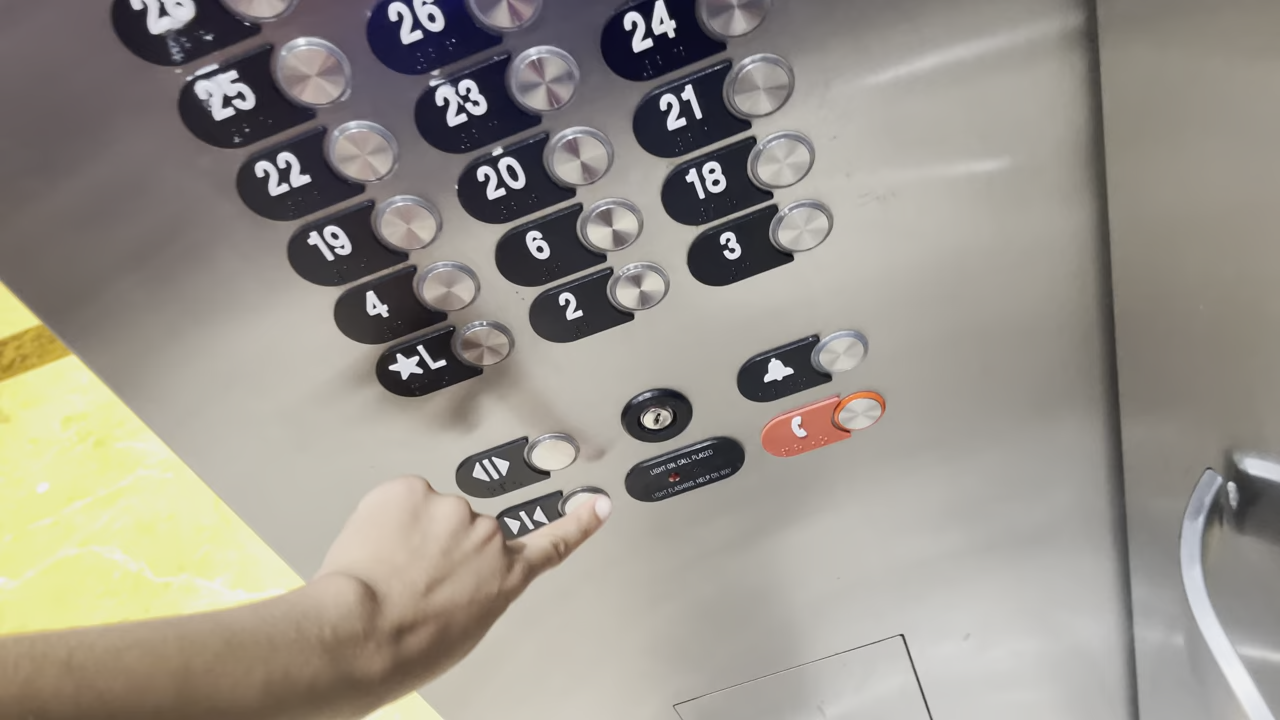 28 26 24
25 23 21
22 20 18
19 6 3
4 2
★L
LIGHT ON, CALL PLACED
LIGHT FLASHING, HELP ON WAY